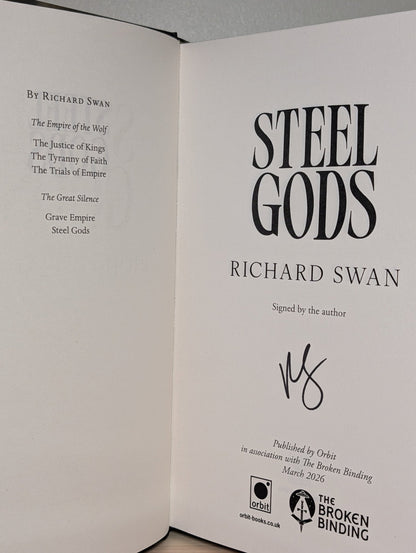 BY RICHARD SWAN
The Empire of the Wolf
The Justice of Kings
The Tyranny of Faith
The Trials of Empire
The Great Silence
Grave Empire
Steel Gods
STEEL
GODS
RICHARD SWAN
Signed by the author
Published by Orbit
in association with The Broken Binding
March 2026
orbit
orbit-books.co.uk
THE
BROKEN
BINDING